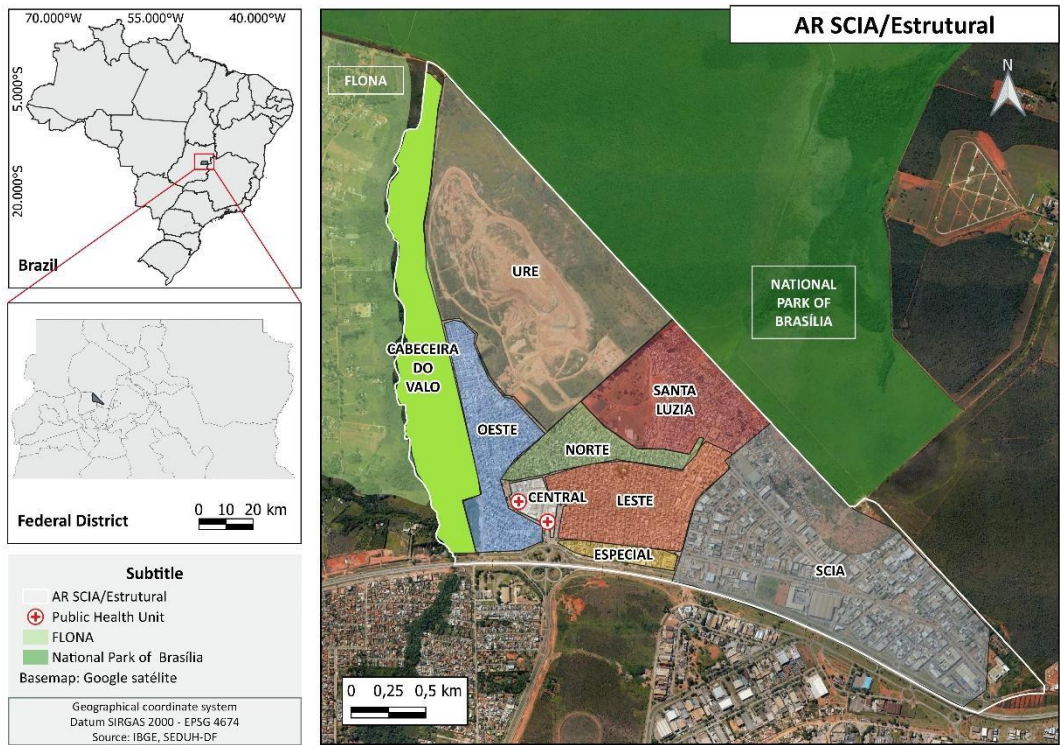 70.000°W
55.000°W
40.000°W
5.000°S
20.000°S
Brazil
Federal District
0 10 20 km
Subtitle
AR SCIA/Estrutural
Public Health Unit
FLONA
National Park of Brasília
Basemap: Google satélite
Geographical coordinate system
Datum SIRGAS 2000 - EPSG 4674
Source: IBGE, SEDUH-DF
AR SCIA/Estrutural
N
FLONA
URE
NATIONAL
PARK OF
BRASÍLIA
CABECEIRA
DO
VALO
SANTA
LUZIA
OESTE
NORTE
CENTRAL
LESTE
ESPECIAL
SCIA
0 0,25 0,5 km